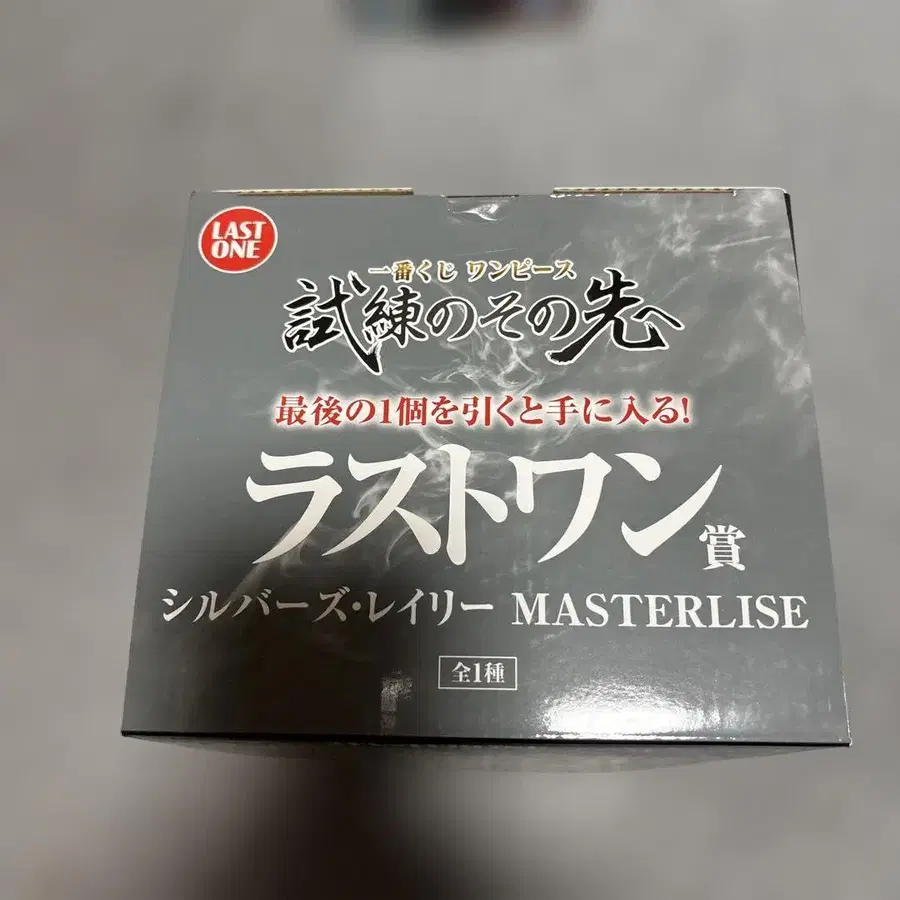 LAST
ONE
一番くじ ワンピース
試練のその先へ
最後の1個を引くと手に入る!
ラストワン賞
シルバーズ・レイリー MASTERLISE
全1種